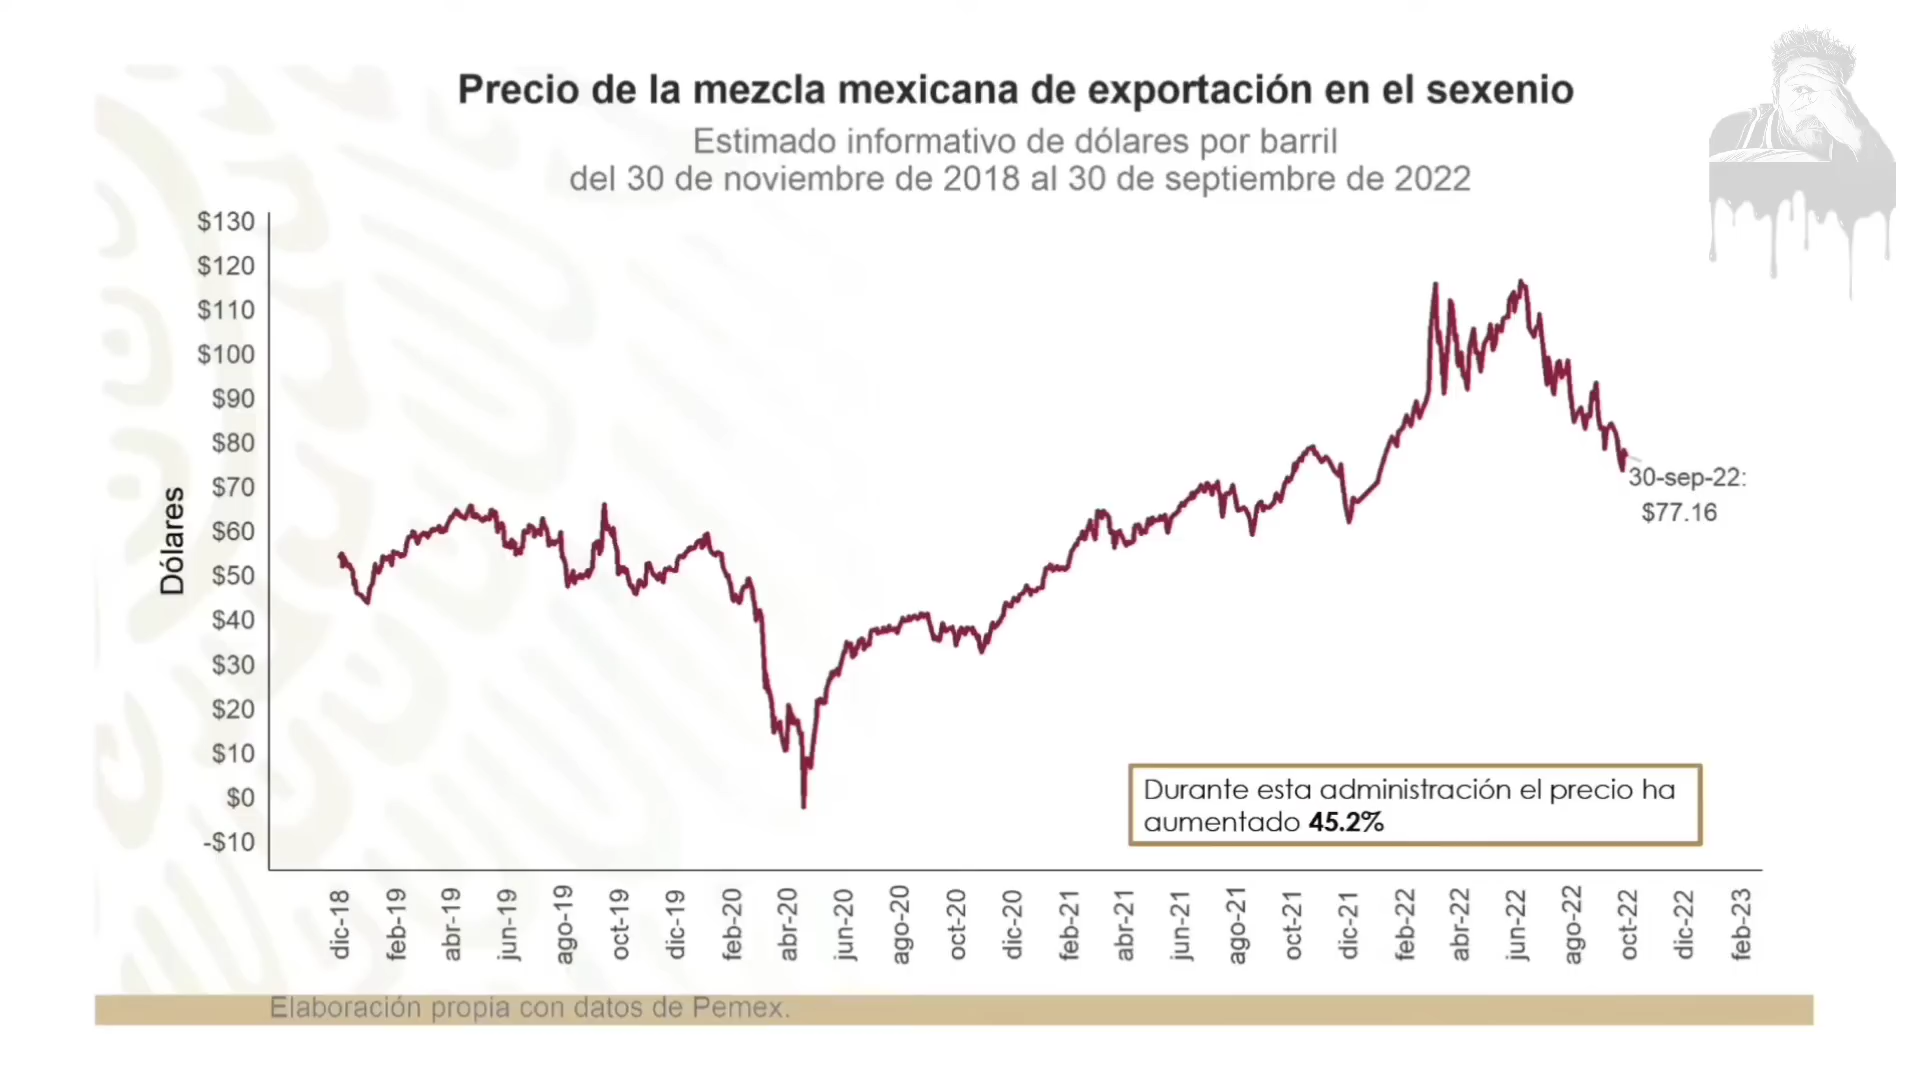 Precio de la mezcla mexicana de exportación en el sexenio
Estimado informativo de dólares por barril
del 30 de noviembre de 2018 al 30 de septiembre de 2022
Dólares
$130
$120
$110
$100
$90
$80
$70
$60
$50
$40
$30
$20
$10
$0
-$10
30-sep-22:
$77.16
Durante esta administración el precio ha
aumentado 45.2%
dic-18
feb-19
abr-19
jun-19
ago-19
oct-19
dic-19
feb-20
abr-20
jun-20
ago-20
oct-20
dic-20
feb-21
abr-21
jun-21
ago-21
oct-21
dic-21
feb-22
abr-22
jun-22
ago-22
oct-22
dic-22
feb-23
Elaboración propia con datos de Pemex.